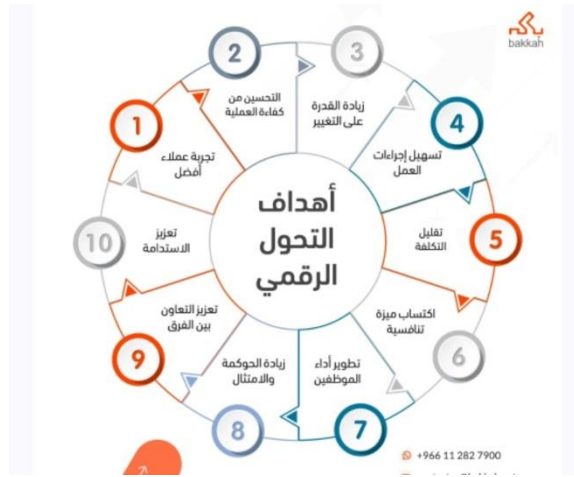 بكه
bakkah
أهداف
التحول
الرقمي
1
تجربة عملاء
أفضل
2
التحسين من
كفاءة العملية
3
زيادة القدرة
على التغيير
4
تسهيل إجراءات
العمل
5
تقليل
التكلفة
6
اكتساب ميزة
تنافسية
7
تطوير أداء
الموظفين
8
زيادة الحوكمة
والامتثال
9
تعزيز التعاون
بين الفرق
10
تعزيز
الاستدامة
+966 11 282 7900